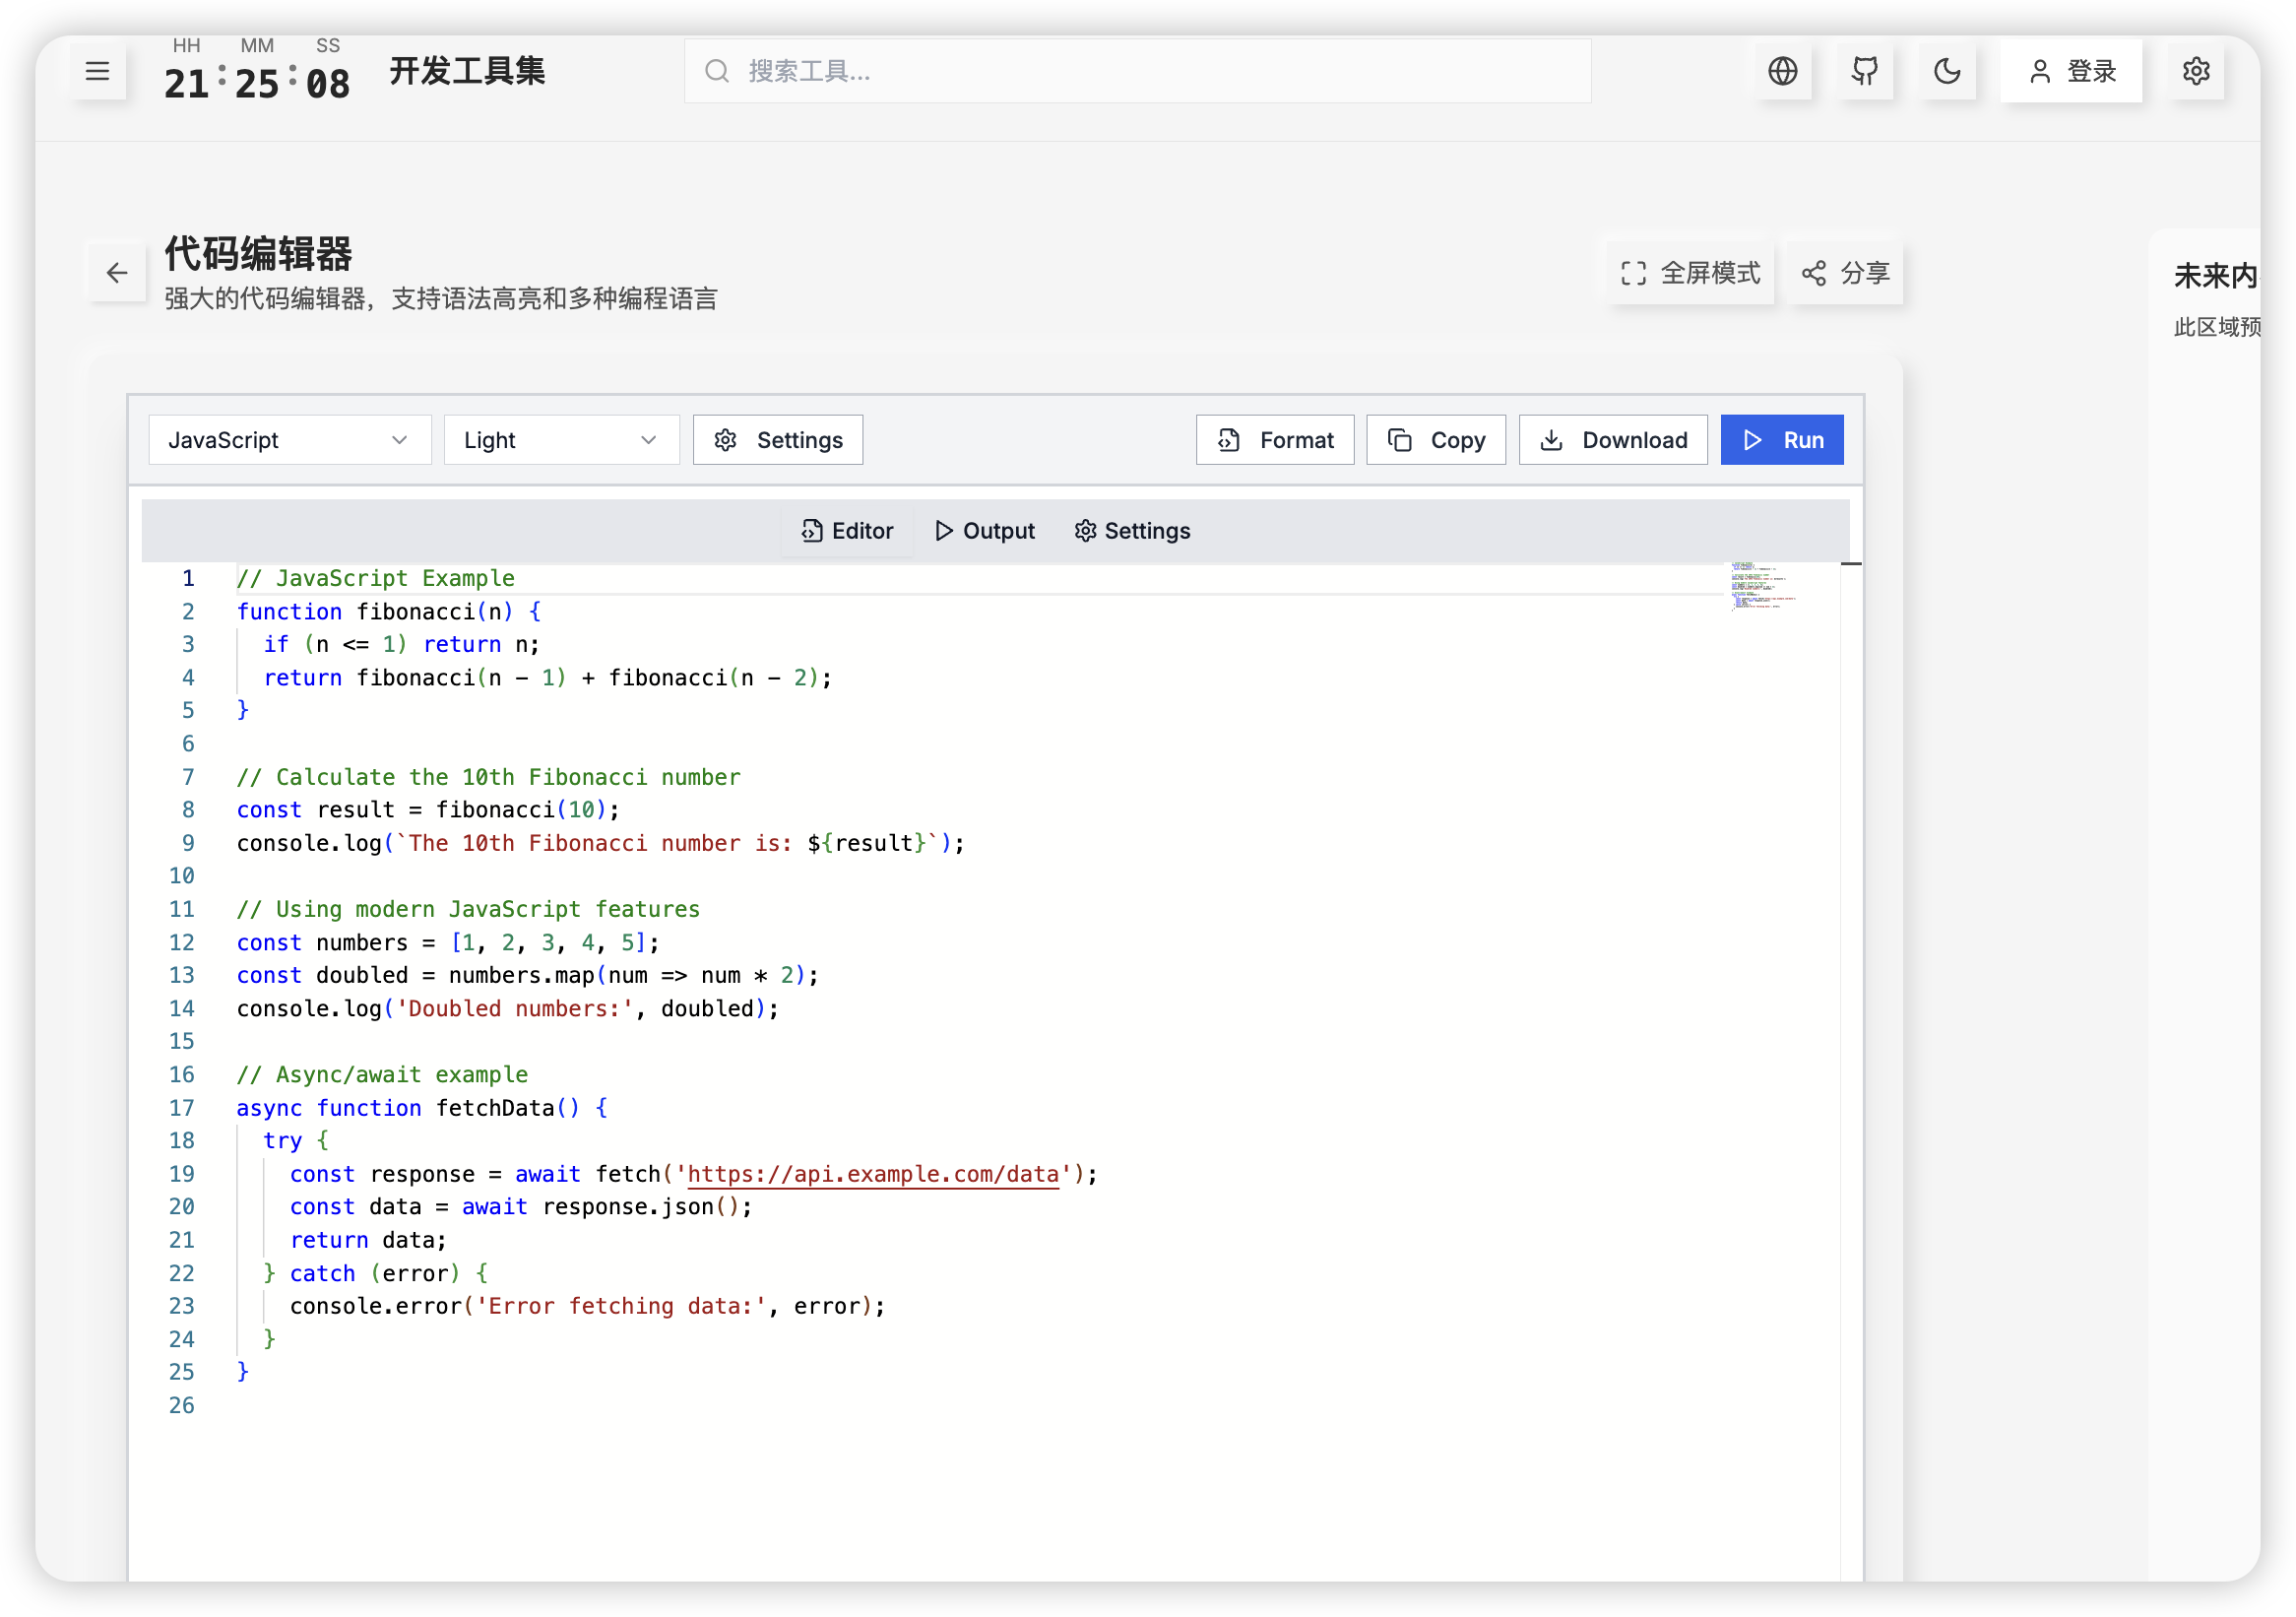 HH MM SS
21:25:08
开发工具集
搜索工具...
登录
代码编辑器
强大的代码编辑器，支持语法高亮和多种编程语言
全屏模式
分享
未来内
此区域预
JavaScript
Light
Settings
Format
Copy
Download
Run
Editor
Output
Settings
1 // JavaScript Example
2 function fibonacci(n) {
3   if (n <= 1) return n;
4   return fibonacci(n - 1) + fibonacci(n - 2);
5 }
6
7 // Calculate the 10th Fibonacci number
8 const result = fibonacci(10);
9 console.log(`The 10th Fibonacci number is: ${result}`);
10
11 // Using modern JavaScript features
12 const numbers = [1, 2, 3, 4, 5];
13 const doubled = numbers.map(num => num * 2);
14 console.log('Doubled numbers:', doubled);
15
16 // Async/await example
17 async function fetchData() {
18   try {
19     const response = await fetch('https://api.example.com/data');
20     const data = await response.json();
21     return data;
22   } catch (error) {
23     console.error('Error fetching data:', error);
24   }
25 }
26